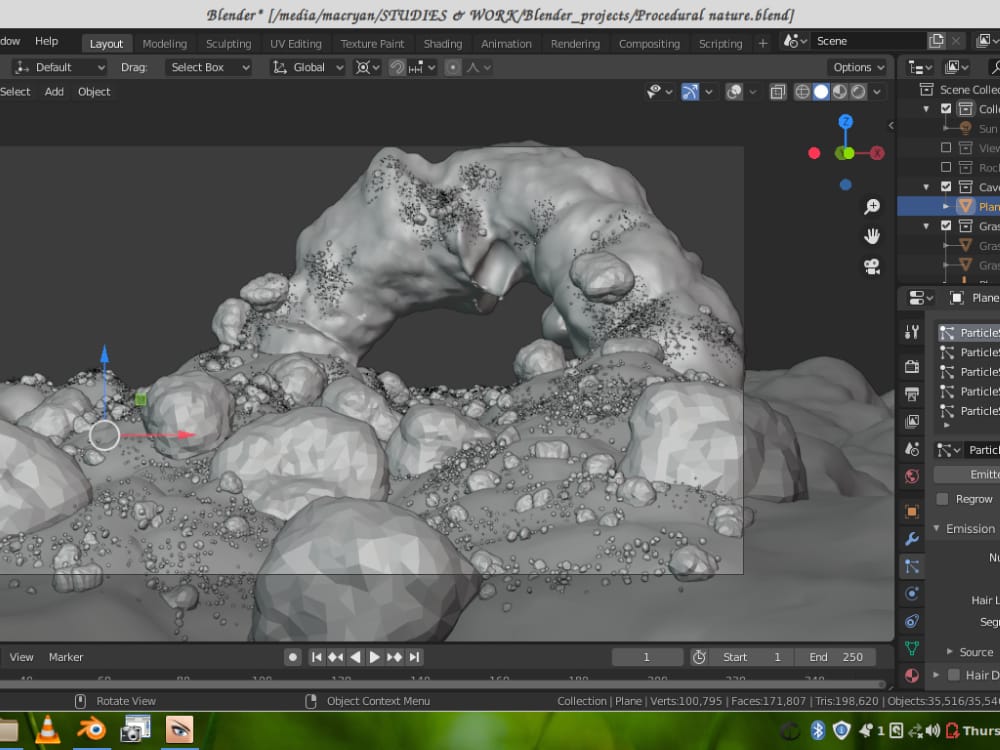 Blender* [/media/macryan/STUDIES & WORK/Blender_projects/Procedural nature.blend]
dow Help Layout Modeling Sculpting UV Editing Texture Paint Shading Animation Rendering Compositing Scripting + Scene
Default Drag: Select Box Global Options
Select Add Object
Scene Collec
Colle
Sun
View
Roc
Cav
Plan
Gras
Gras
Gras
Z
X
Plane
ParticleS
ParticleS
ParticleS
ParticleS
ParticleS
Particl
Emitte
Regrow
Emission
Nu
Hair L
Seg
Source
Hair D
View Marker 1 Start 1 End 250
40 60 80 100 120 140 160 180 200 220 240
Rotate View Object Context Menu Collection | Plane | Verts:100,795 | Faces:171,807 | Tris:198,620 | Objects:35,516/35,546
1 Thurs